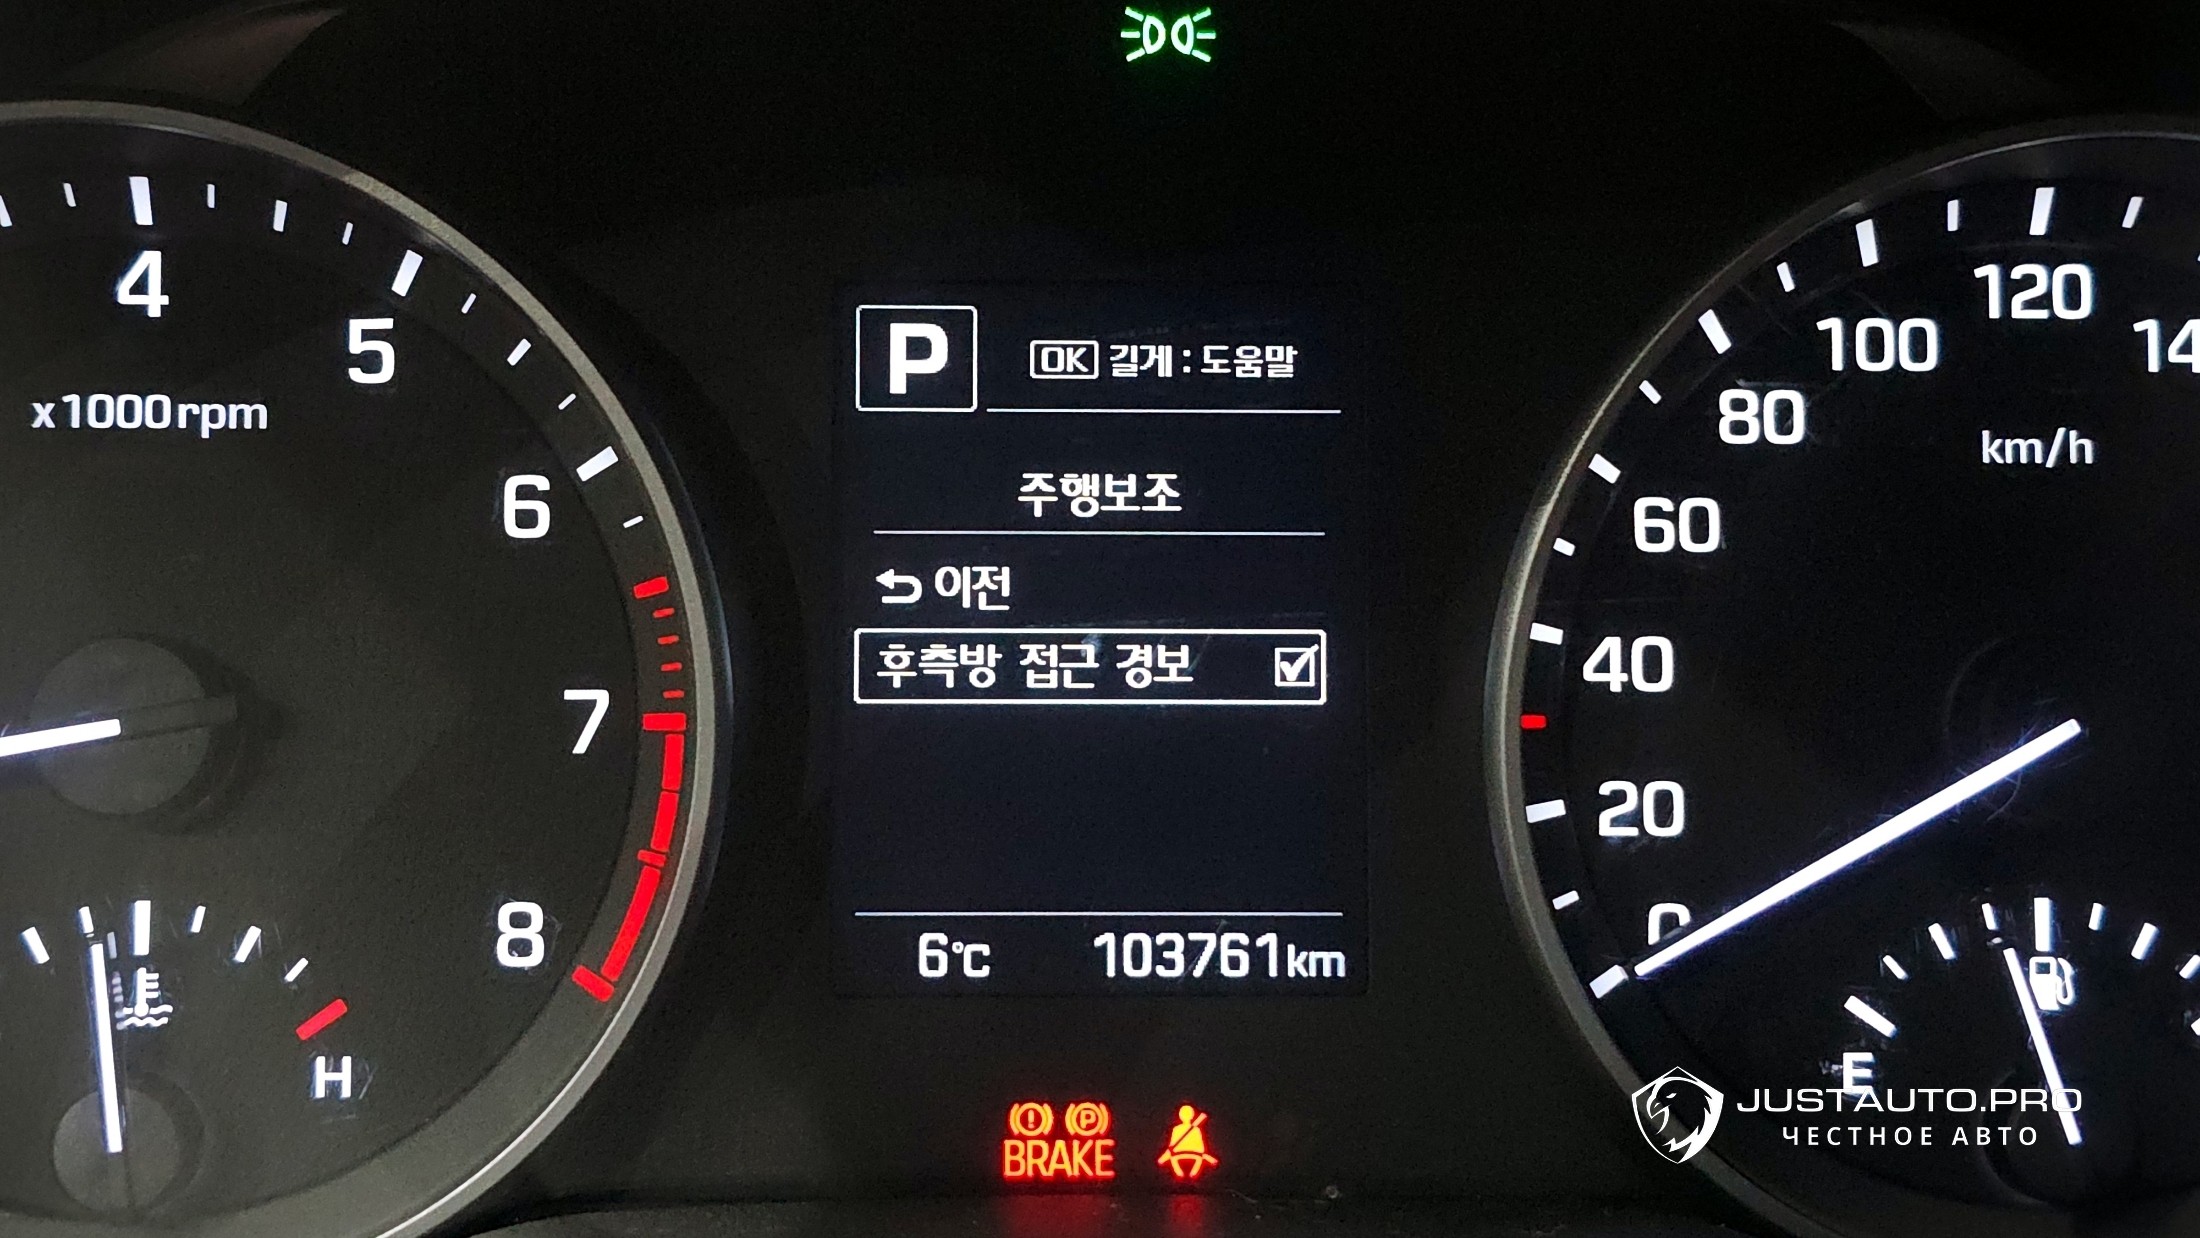 4
5
6
7
8
x1000rpm
H
P
OK 길게 : 도움말
주행보조
이전
후측방 접근 경보
6℃ 103761km
BRAKE
P
0
20
40
60
80
100
120
14
km/h
E
JUSTAUTO.PRO
ЧЕСТНОЕ АВТО